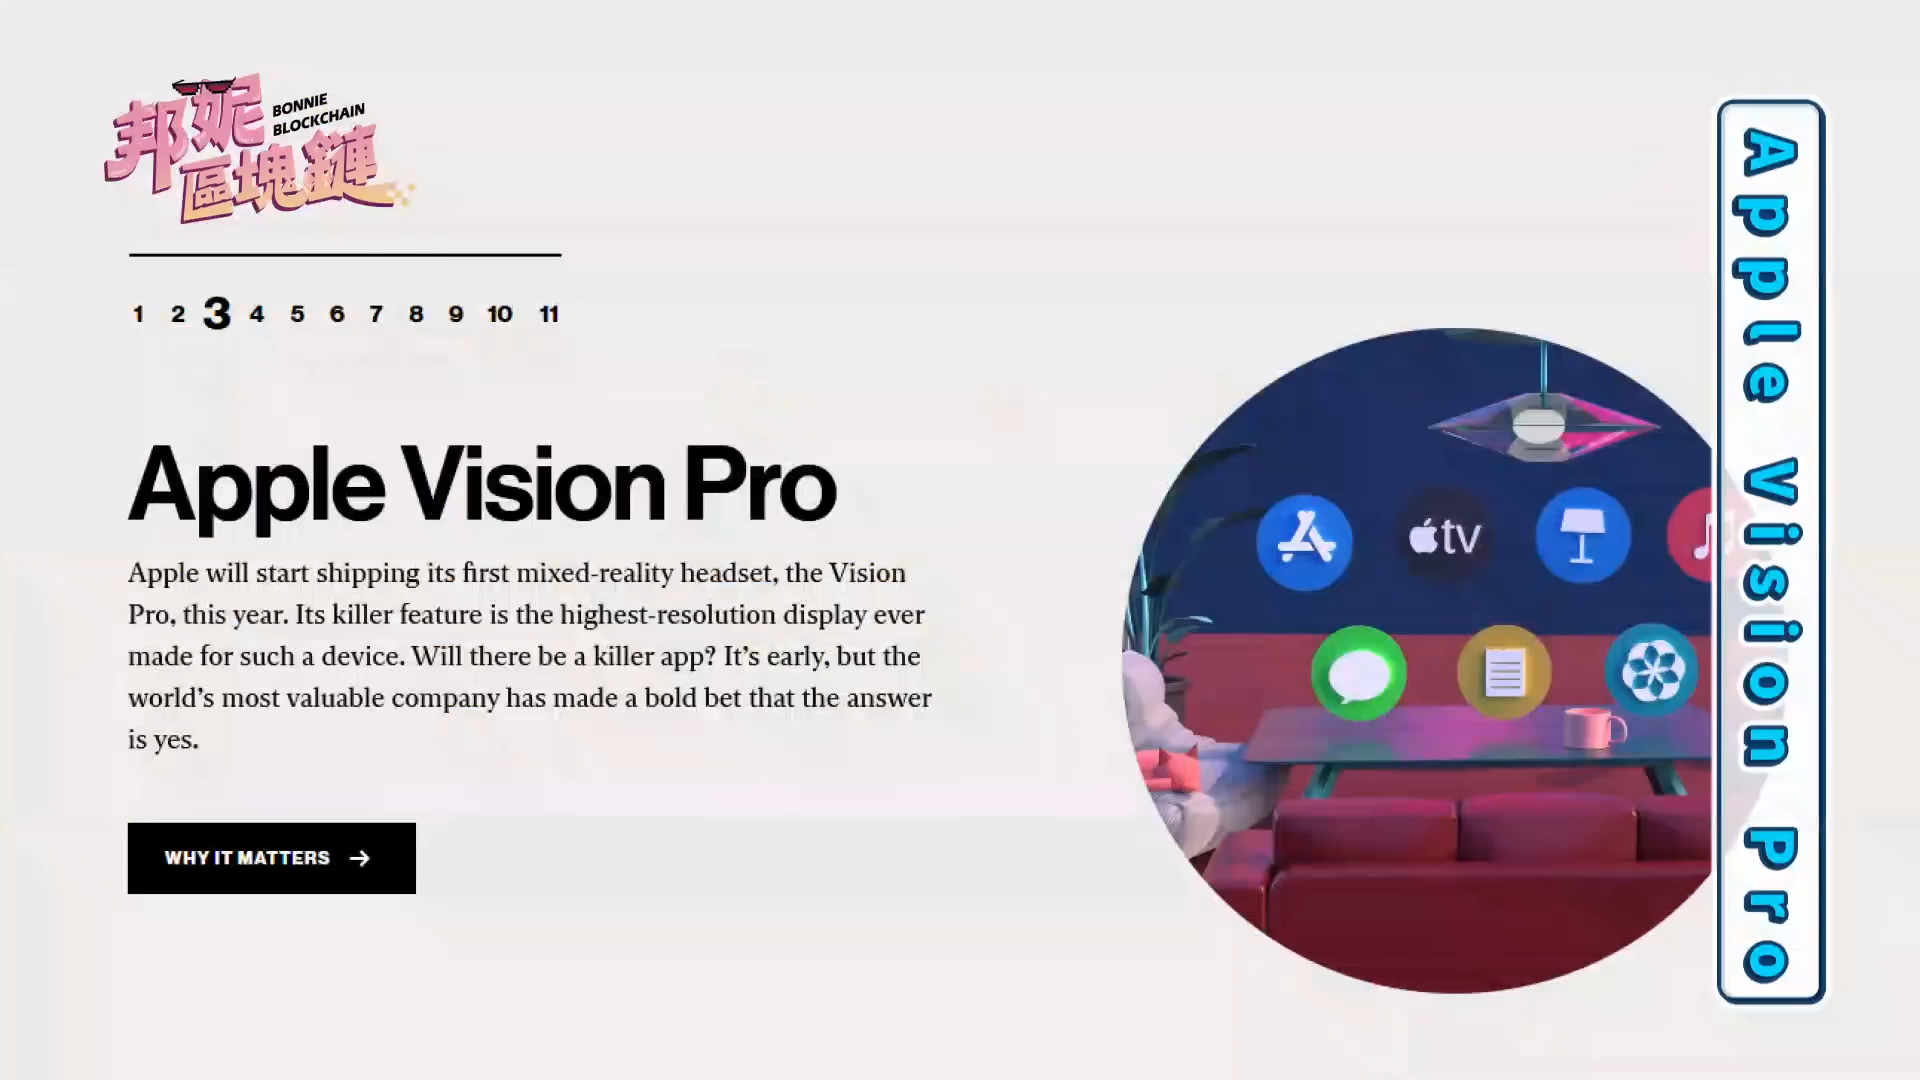 邦妮
BONNIE
BLOCKCHAIN
區塊鏈
1 2 3 4 5 6 7 8 9 10 11
Apple Vision Pro
Apple will start shipping its first mixed-reality headset, the Vision
Pro, this year. Its killer feature is the highest-resolution display ever
made for such a device. Will there be a killer app? It’s early, but the
world’s most valuable company has made a bold bet that the answer
is yes.
WHY IT MATTERS →
tv
Apple Vision Pro